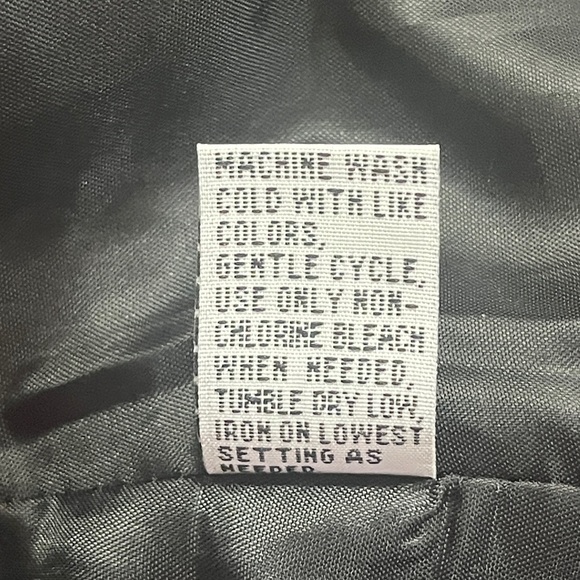 MACHINE WASH
COLD WITH LIKE
COLORS,
GENTLE CYCLE,
USE ONLY NON-
CHLORINE BLEACH
WHEN NEEDED,
TUMBLE DRY LOW,
IRON ON LOWEST
SETTING AS
NEEDED